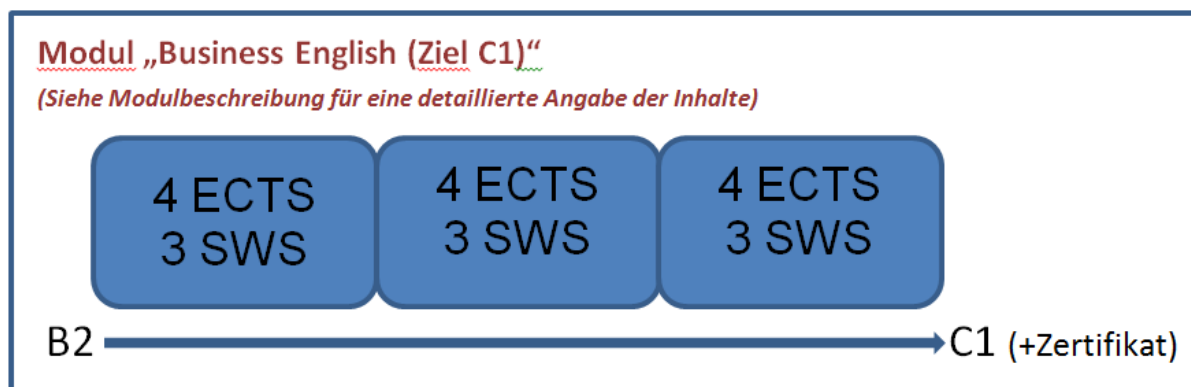 Modul „Business English (Ziel C1)“
(Siehe Modulbeschreibung für eine detaillierte Angabe der Inhalte)
4 ECTS
3 SWS
4 ECTS
3 SWS
4 ECTS
3 SWS
B2
C1 (+Zertifikat)